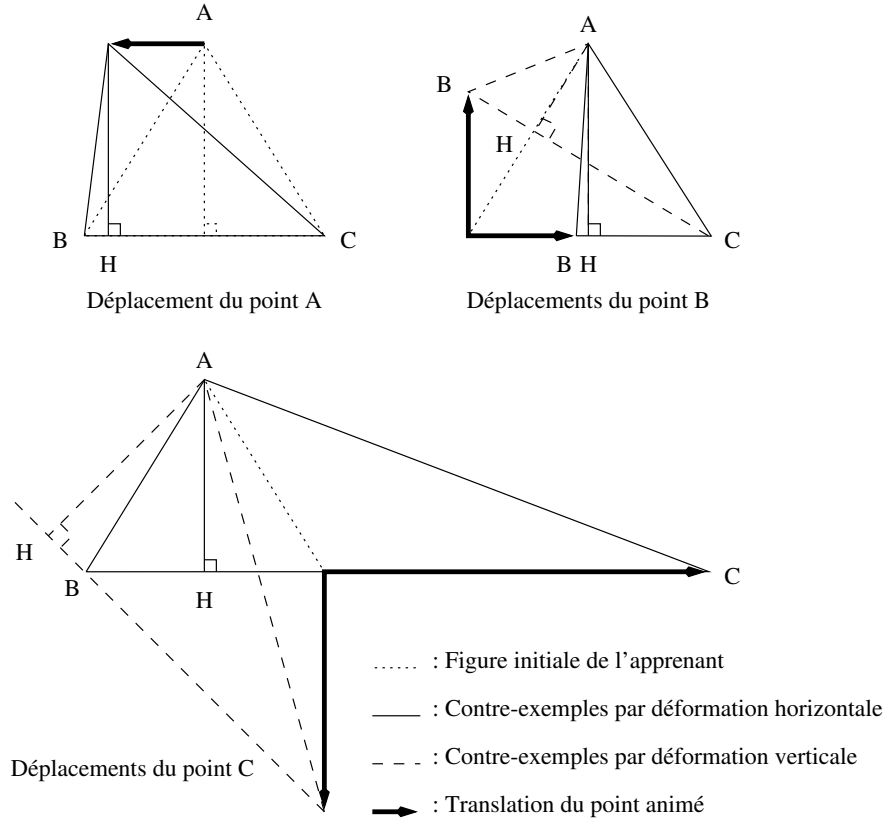 A
B
H
C
Déplacement du point A
A
B
H
B H
C
Déplacements du point B
A
H
B
H
C
: Figure initiale de l'apprenant
: Contre-exemples par déformation horizontale
: Contre-exemples par déformation verticale
Déplacements du point C
: Translation du point animé